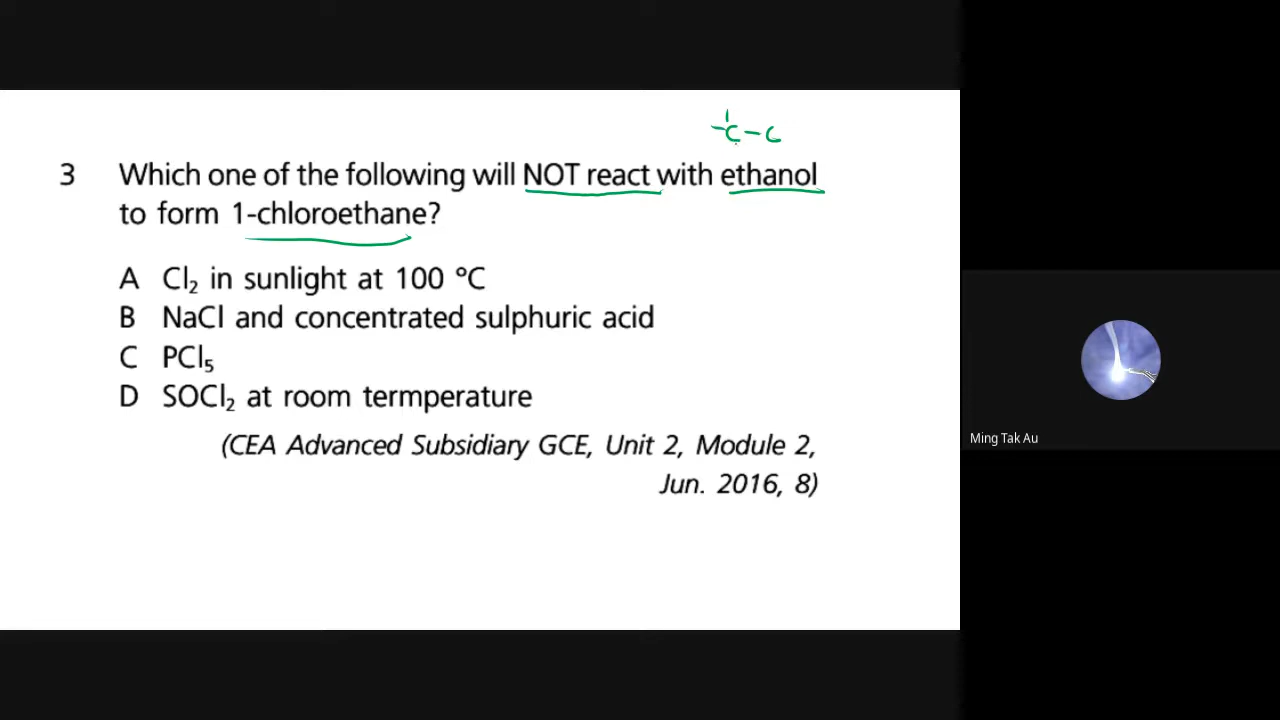 -C-C
3 Which one of the following will NOT react with ethanol
to form 1-chloroethane?
A Cl₂ in sunlight at 100 °C
B NaCl and concentrated sulphuric acid
C PCl₅
D SOCl₂ at room termperature
(CEA Advanced Subsidiary GCE, Unit 2, Module 2,
Jun. 2016, 8)
Ming Tak Au